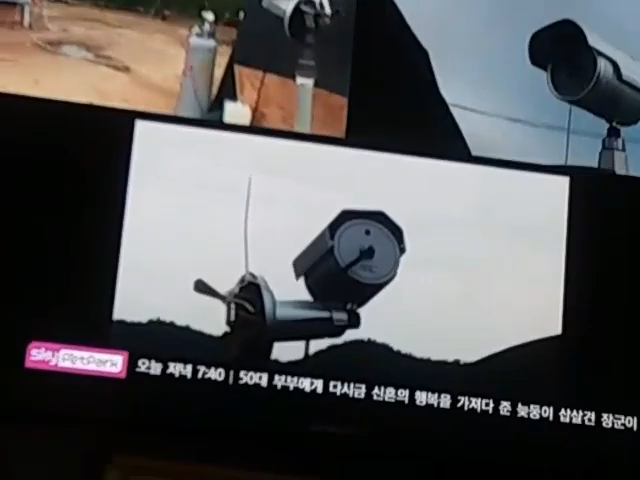 sky petpark 오늘 저녁 7:40 | 50대 부부에게 다시금 신혼의 행복을 가져다 준 늦둥이 삽살견 장군이